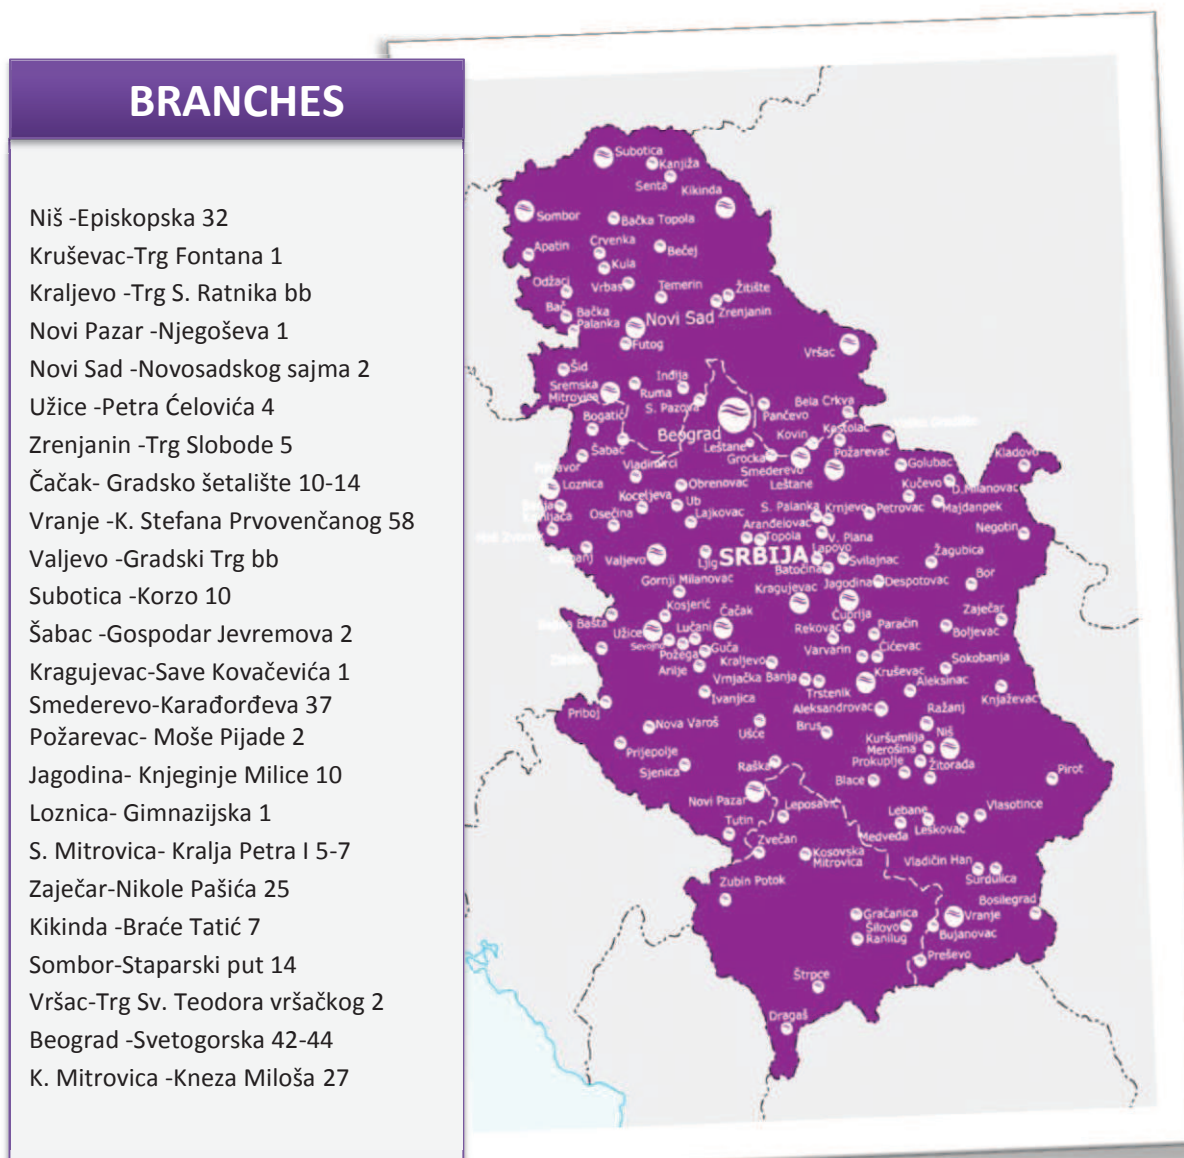 BRANCHES
Niš -Episkopska 32
Kruševac-Trg Fontana 1
Kraljevo -Trg S. Ratnika bb
Novi Pazar -Njegoševa 1
Novi Sad -Novosadskog sajma 2
Užice -Petra Ćelovića 4
Zrenjanin -Trg Slobode 5
Čačak- Gradsko šetalište 10-14
Vranje -K. Stefana Prvovenčanog 58
Valjevo -Gradski Trg bb
Subotica -Korzo 10
Šabac -Gospodar Jevremova 2
Kragujevac-Save Kovačevića 1
Smederevo-Karađorđeva 37
Požarevac- Moše Pijade 2
Jagodina- Knjeginje Milice 10
Loznica- Gimnazijska 1
S. Mitrovica- Kralja Petra I 5-7
Zaječar-Nikole Pašića 25
Kikinda -Braće Tatić 7
Sombor-Staparski put 14
Vršac-Trg Sv. Teodora vršačkog 2
Beograd -Svetogorska 42-44
K. Mitrovica -Kneza Miloša 27
Subotica
Kanjiža
Senta
Kikinda
Sombor
Bačka Topola
Apatin
Crvenka
Bečej
Kula
Odžaci
Vrbas
Temerin
Žitište
Zrenjanin
Bač
Bačka
Palanka
Novi Sad
Futog
Vršac
Šid
Inđija
Sremska
Mitrovica
Ruma
S. Pazova
Pančevo
Bela Crkva
Bogatić
Beograd
Kovin
Kostolac
Leštane
Šabac
Grocka
Smederevo
Požarevac
Golubac
Kladovo
Vladimirci
Leštane
Loznica
Obrenovac
Kučevo
D.Milanovac
Koceljeva
Ub
S. Palanka
Krnjevo
Petrovac
Majdanpek
Osečina
Lajkovac
Aranđelovac
Negotin
Topola
V. Plana
Valjevo
Ljig
SRBIJA
Lapovo
Svilajnac
Žagubica
Batočina
Gornji Milanovac
Kragujevac
Jagodina
Despotovac
Bor
Kosjerić
Čačak
Ćuprija
Zaječar
Užice
Lučani
Rekovac
Paraćin
Boljevac
Sevojno
Požega
Guča
Varvarin
Ćićevac
Arilje
Kraljevo
Sokobanja
Vrnjačka Banja
Kruševac
Aleksinac
Ivanjica
Trstenik
Knjaževac
Priboj
Aleksandrovac
Ražanj
Nova Varoš
Ušće
Brus
Kuršumlija
Niš
Merošina
Prijepolje
Prokuplje
Žitorađa
Sjenica
Raška
Blace
Pirot
Novi Pazar
Leposavić
Lebane
Vlasotince
Tutin
Medveđa
Leskovac
Zvečan
Kosovska
Mitrovica
Vladičin Han
Surdulica
Zubin Potok
Bosilegrad
Gračanica
Vranje
Šilovo
Bujanovac
Ranilug
Preševo
Štrpce
Dragaš